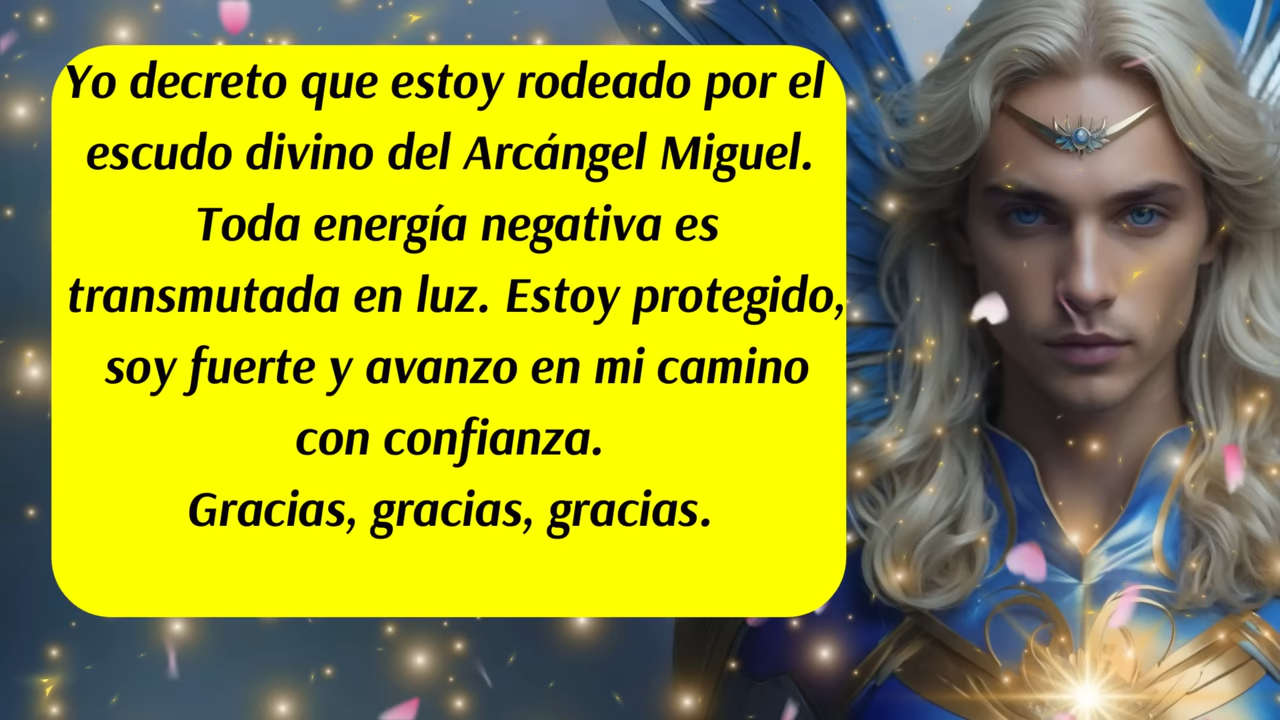 Yo decreto que estoy rodeado por el
escudo divino del Arcángel Miguel.
Toda energía negativa es
transmutada en luz. Estoy protegido,
soy fuerte y avanzo en mi camino
con confianza.
Gracias, gracias, gracias.